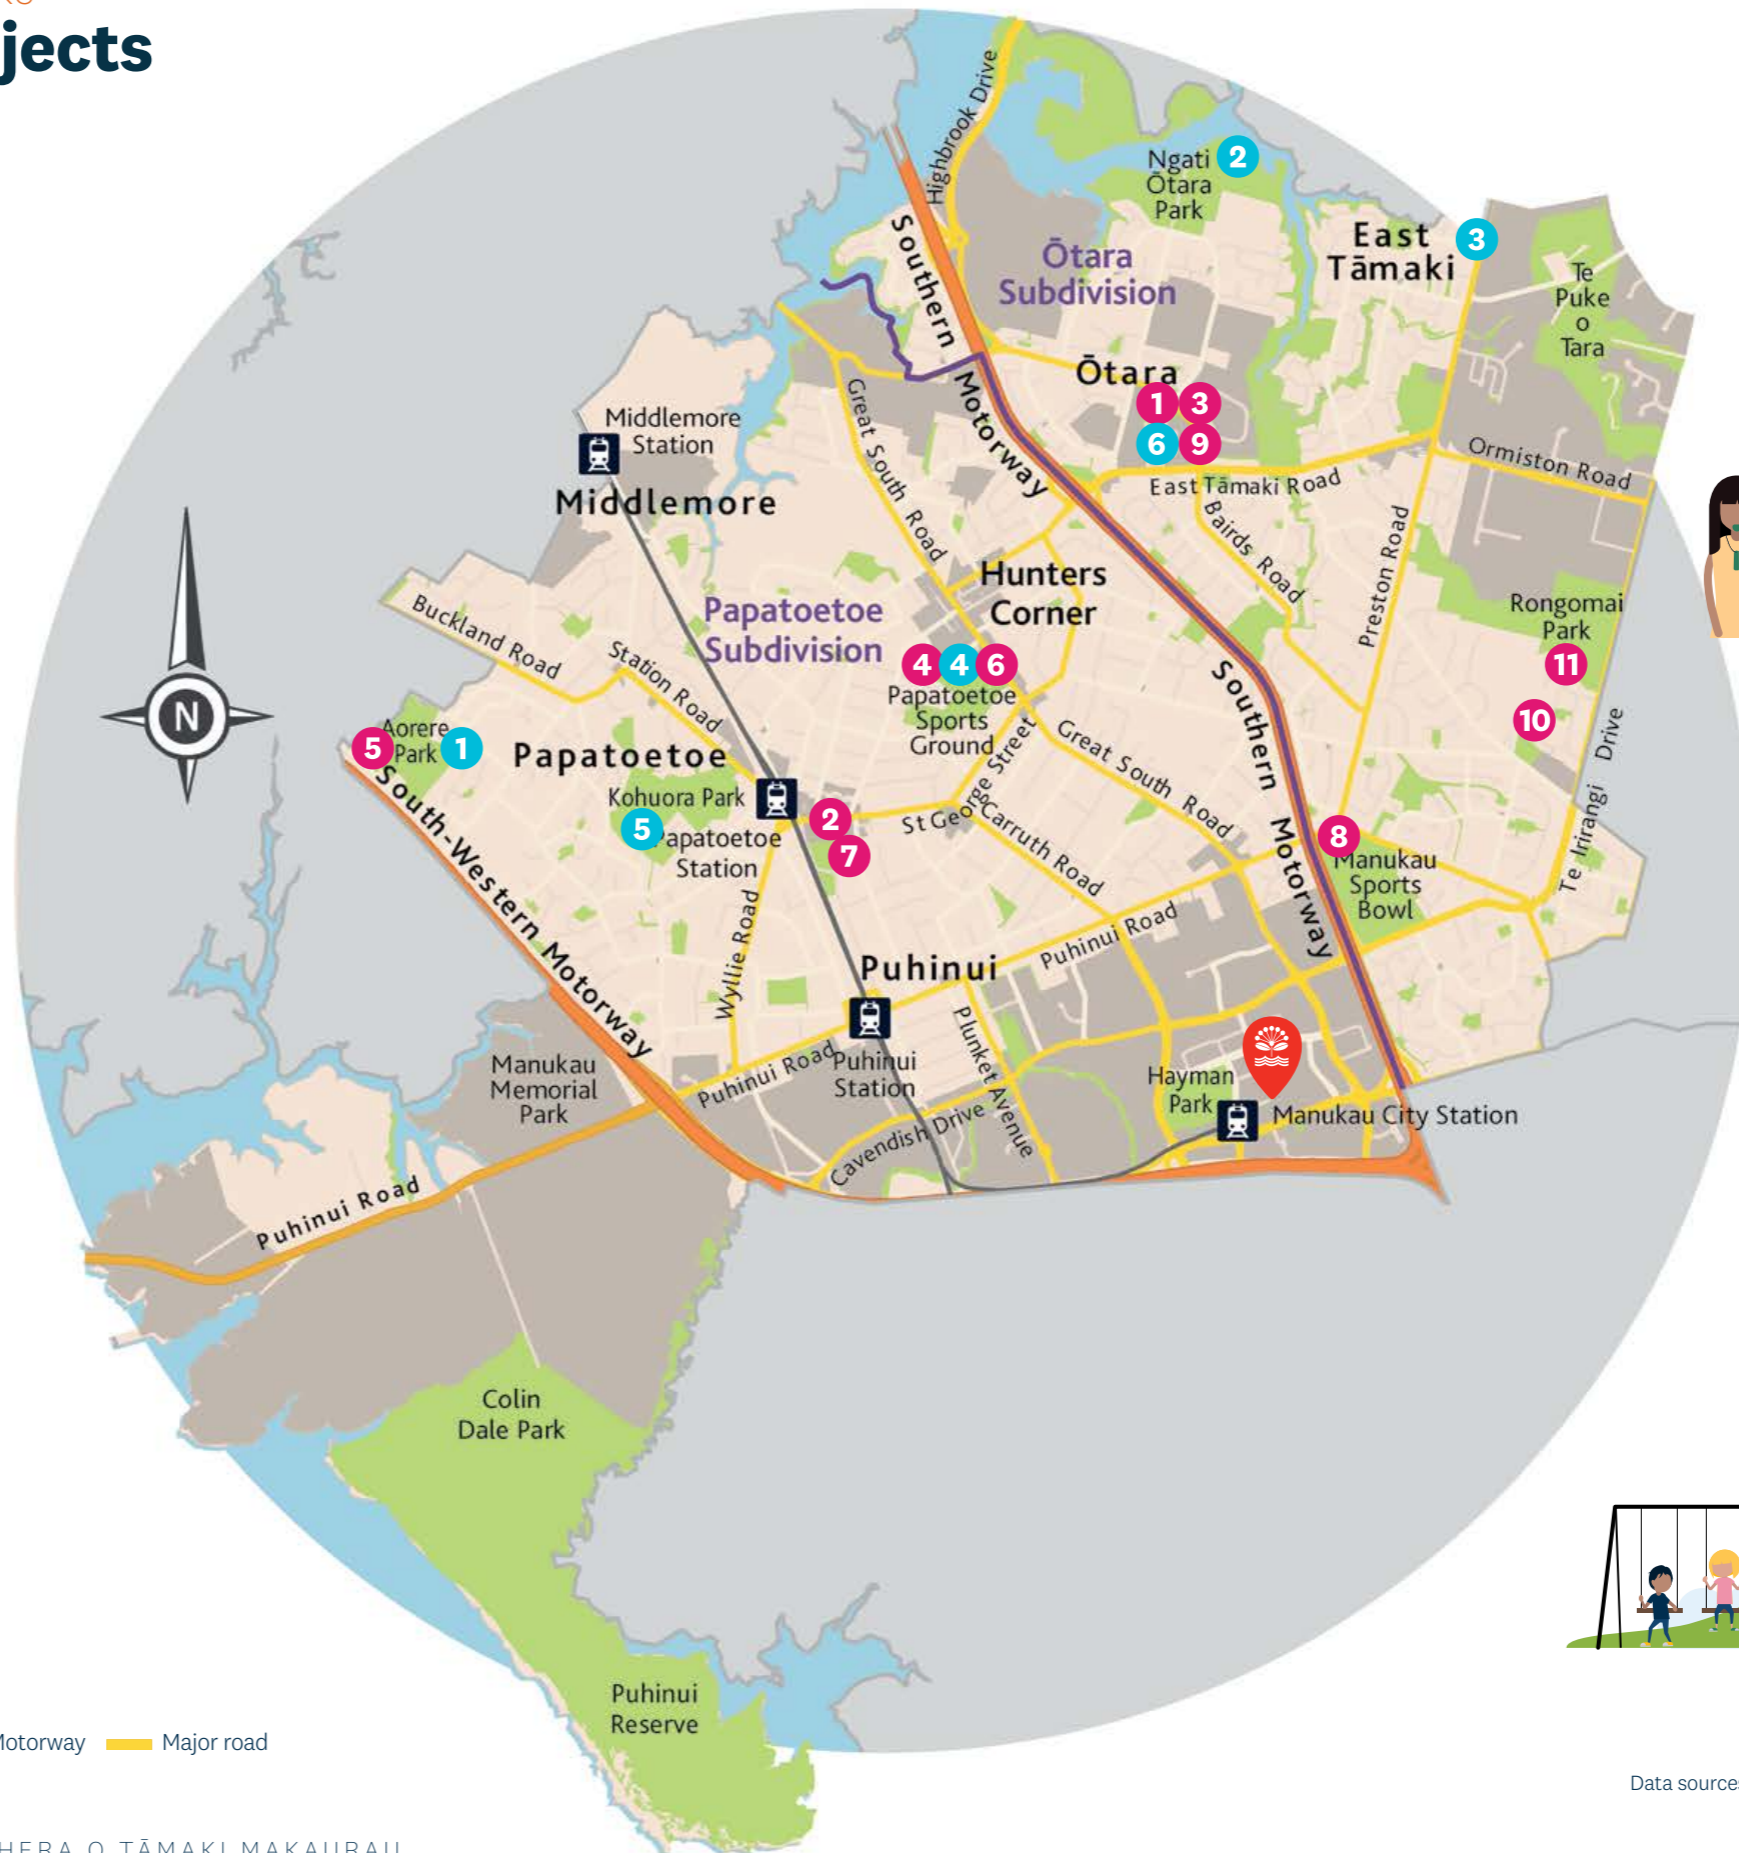 jects
Highbrook Drive
Ngati
Ōtara
Park
2
East
Tāmaki
3
Southern
Ōtara
Subdivision
Te
Puke
o
Tara
Ōtara
1
3
6
9
Motorway
Middlemore
Station
Great South Road
Middlemore
East Tāmaki Road
Ormiston Road
Bairds Road
Preston Road
Hunters
Corner
Papatoetoe
Subdivision
Buckland Road
Station Road
Rongomai
Park
11
10
4
4
6
Papatoetoe
Sports
Ground
Southern
N
Aorere
Park
5
1
Papatoetoe
Kohuora Park
5
Papatoetoe
Station
2
7
St George Street
Great South Road
Carruth Road
Te Irirangi Drive
8
Manukau
Sports
Bowl
Motorway
South-Western Motorway
Wyllie Road
Puhinui
Puhinui Road
Plunket Avenue
Manukau
Memorial
Park
Puhinui Road
Puhinui
Station
Hayman
Park
Manukau City Station
Cavendish Drive
Puhinui Road
Colin
Dale Park
Puhinui
Reserve
Motorway
Major road
Data sources
HERA O TĀMAKI MAKAURAU